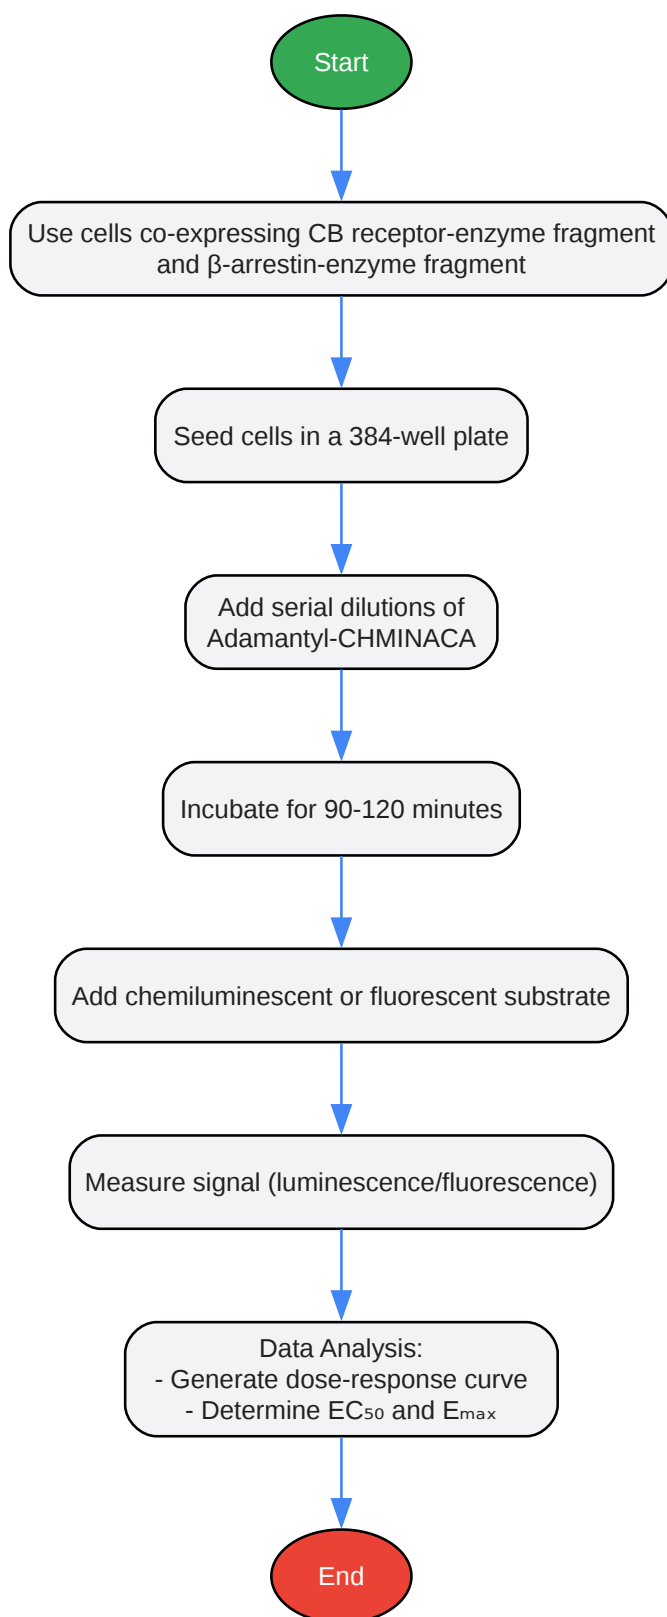 Start
Use cells co-expressing CB receptor-enzyme fragment
and β-arrestin-enzyme fragment
Seed cells in a 384-well plate
Add serial dilutions of
Adamantyl-CHMINACA
Incubate for 90-120 minutes
Add chemiluminescent or fluorescent substrate
Measure signal (luminescence/fluorescence)
Data Analysis:
- Generate dose-response curve
- Determine EC₅₀ and Eₘₐₓ
End